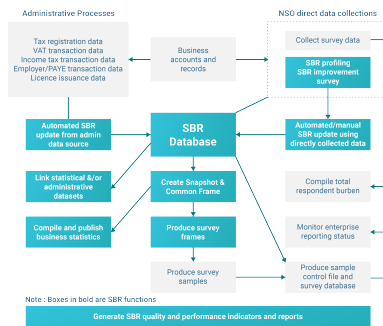 Administrative Processes
NSO direct data collections
Tax registration data
VAT transaction data
Income tax transaction data
Employer/PAYE transaction data
Licence issuance data
Business
accounts and
records
Collect survey data
SBR profiling
SBR improvement
survey
Automated SBR
update from admin
data source
SBR
Database
Automated/manual
SBR update using
directly collected data
Link statistical &/or
administrative
datasets
Create Snapshot &
Common Frame
Compile total
respondent burben
Compile and publish
business statistics
Produce survey
frames
Monitor enterprise
reporting status
Produce survey
samples
Produce sample
control file and
survey database
Note : Boxes in bold are SBR functions
Generate SBR quality and performance indicators and reports